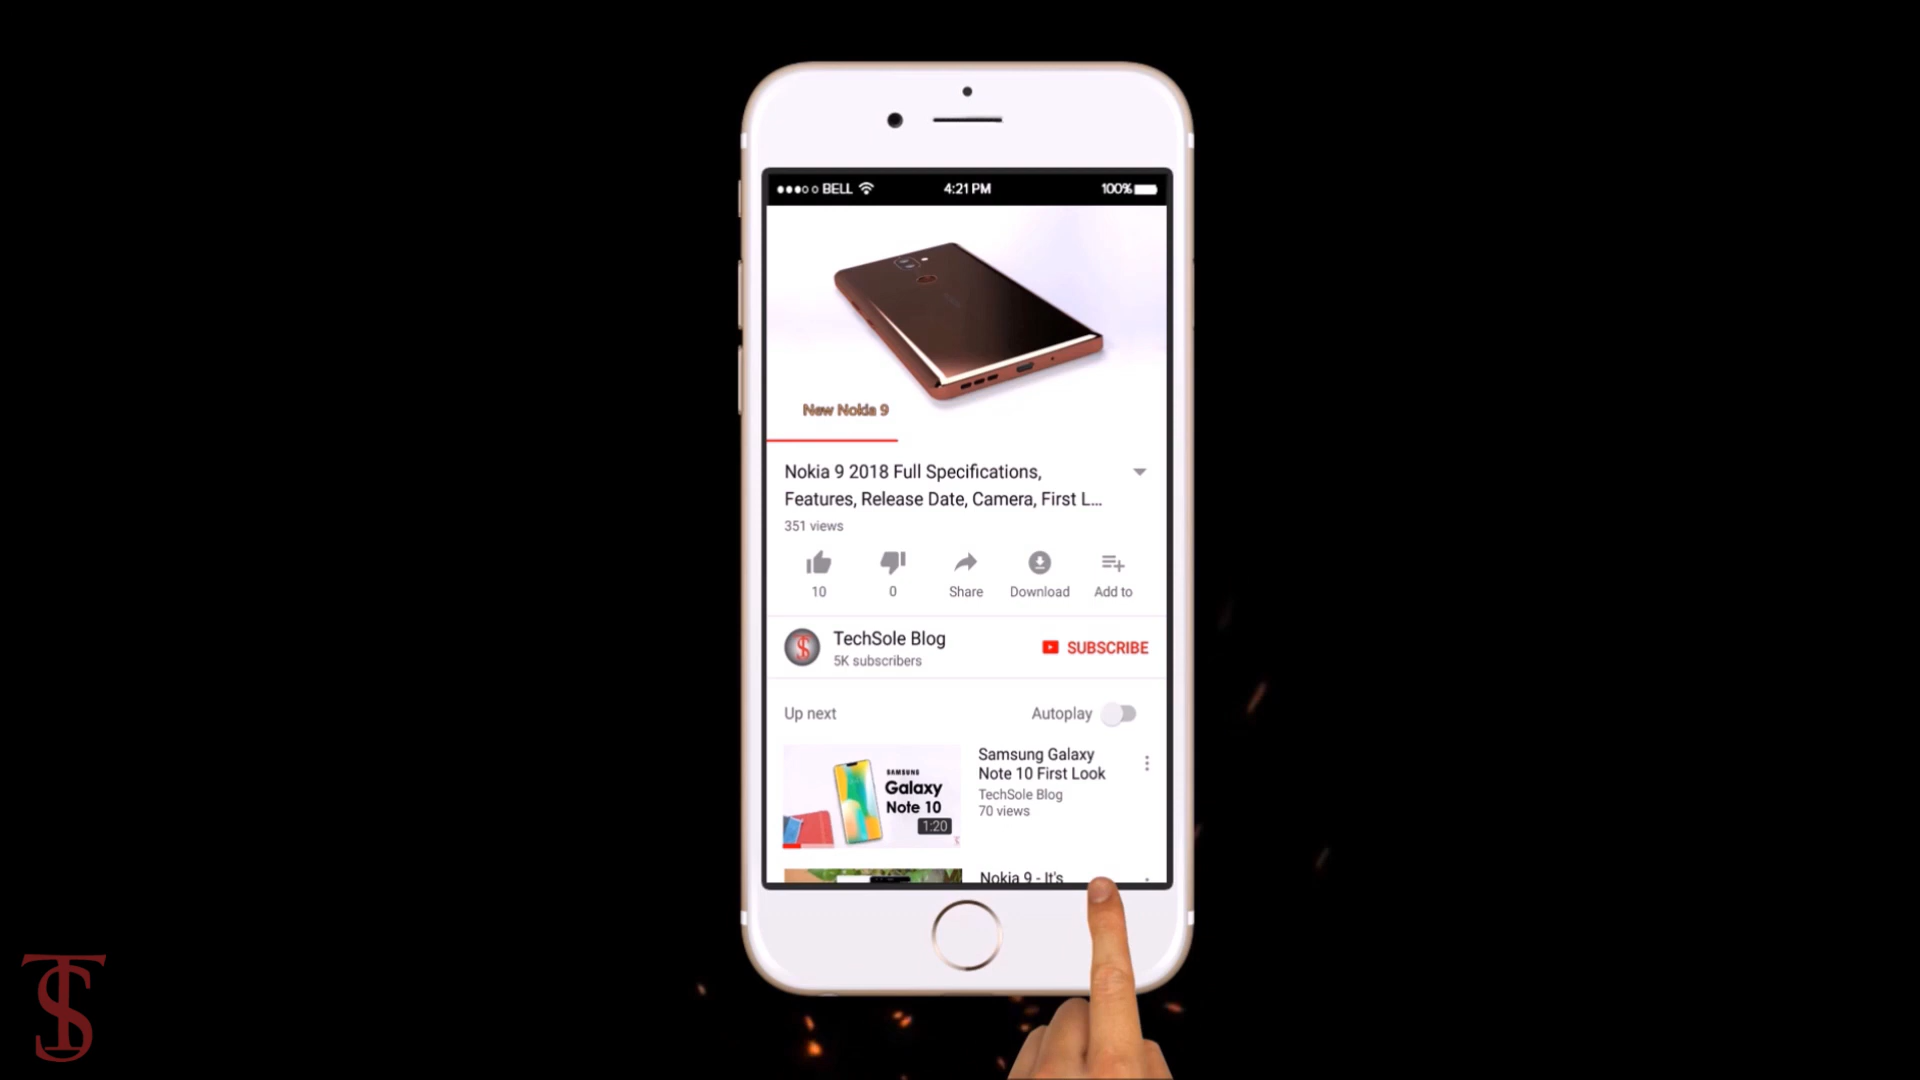 BELL
4:21 PM
100%
New Nokia 9
Nokia 9 2018 Full Specifications,
Features, Release Date, Camera, First L...
351 views
10
0
Share
Download
Add to
TechSole Blog
5K subscribers
SUBSCRIBE
Up next
Autoplay
SAMSUNG
Galaxy
Note 10
1:20
Samsung Galaxy
Note 10 First Look
TechSole Blog
70 views
Nokia 9 - It's
TS